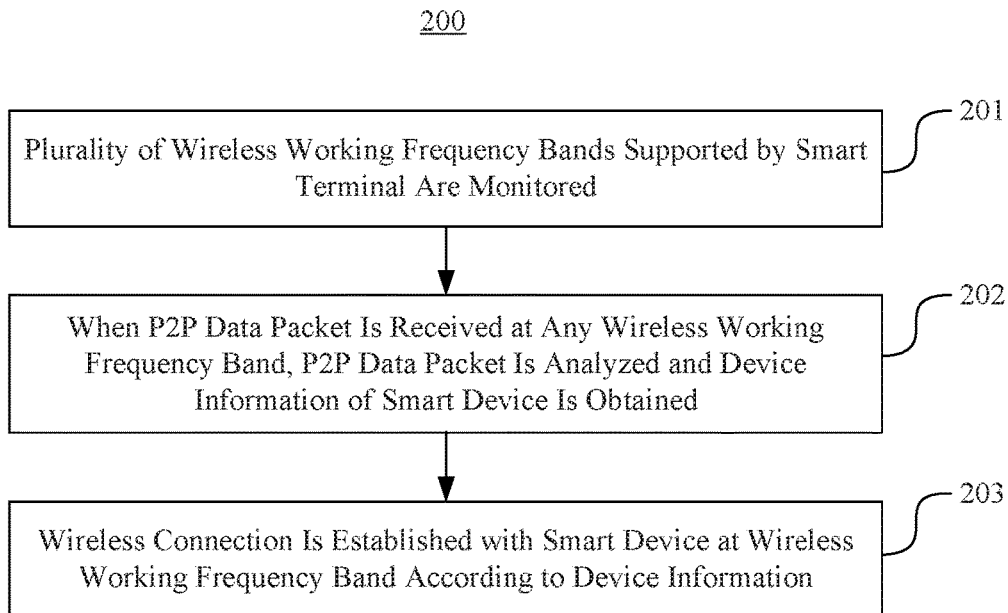 200
201
Plurality of Wireless Working Frequency Bands Supported by Smart
Terminal Are Monitored
202
When P2P Data Packet Is Received at Any Wireless Working
Frequency Band, P2P Data Packet Is Analyzed and Device
Information of Smart Device Is Obtained
203
Wireless Connection Is Established with Smart Device at Wireless
Working Frequency Band According to Device Information